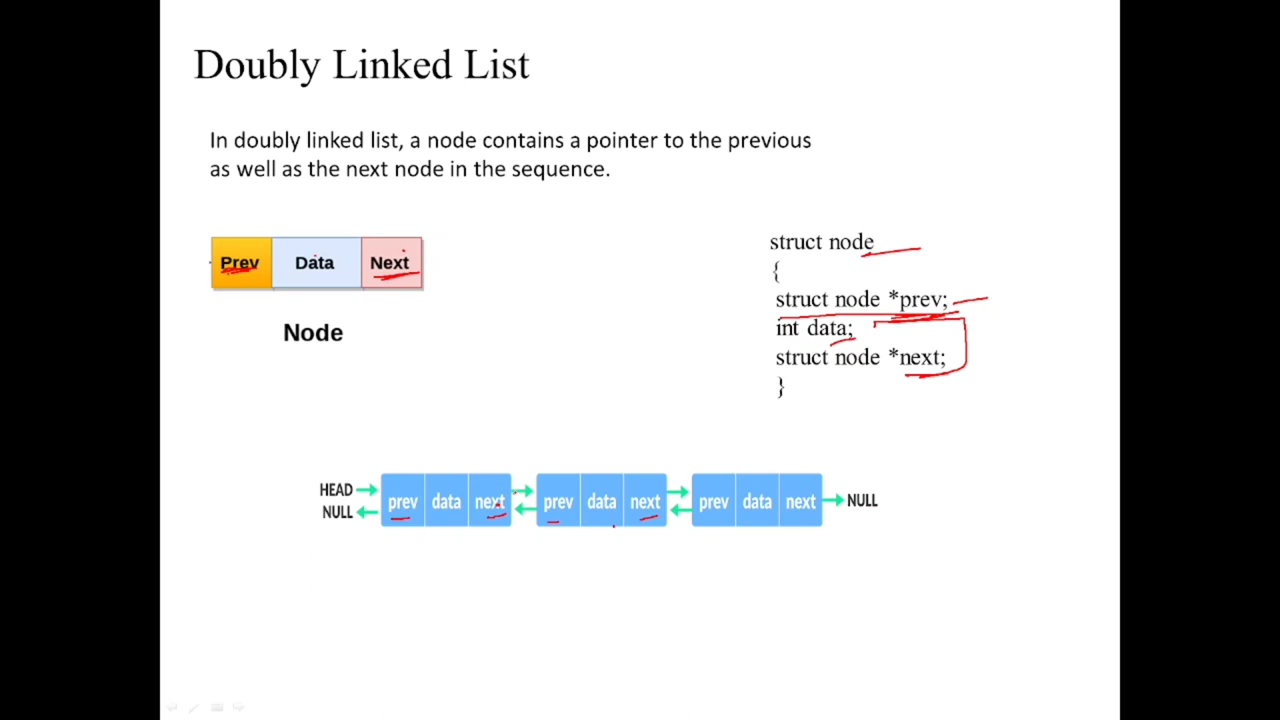 Doubly Linked List
In doubly linked list, a node contains a pointer to the previous
as well as the next node in the sequence.
Prev Data Next
Node
struct node
{
struct node *prev;
int data;
struct node *next;
}
HEAD prev data next prev data next prev data next NULL
NULL